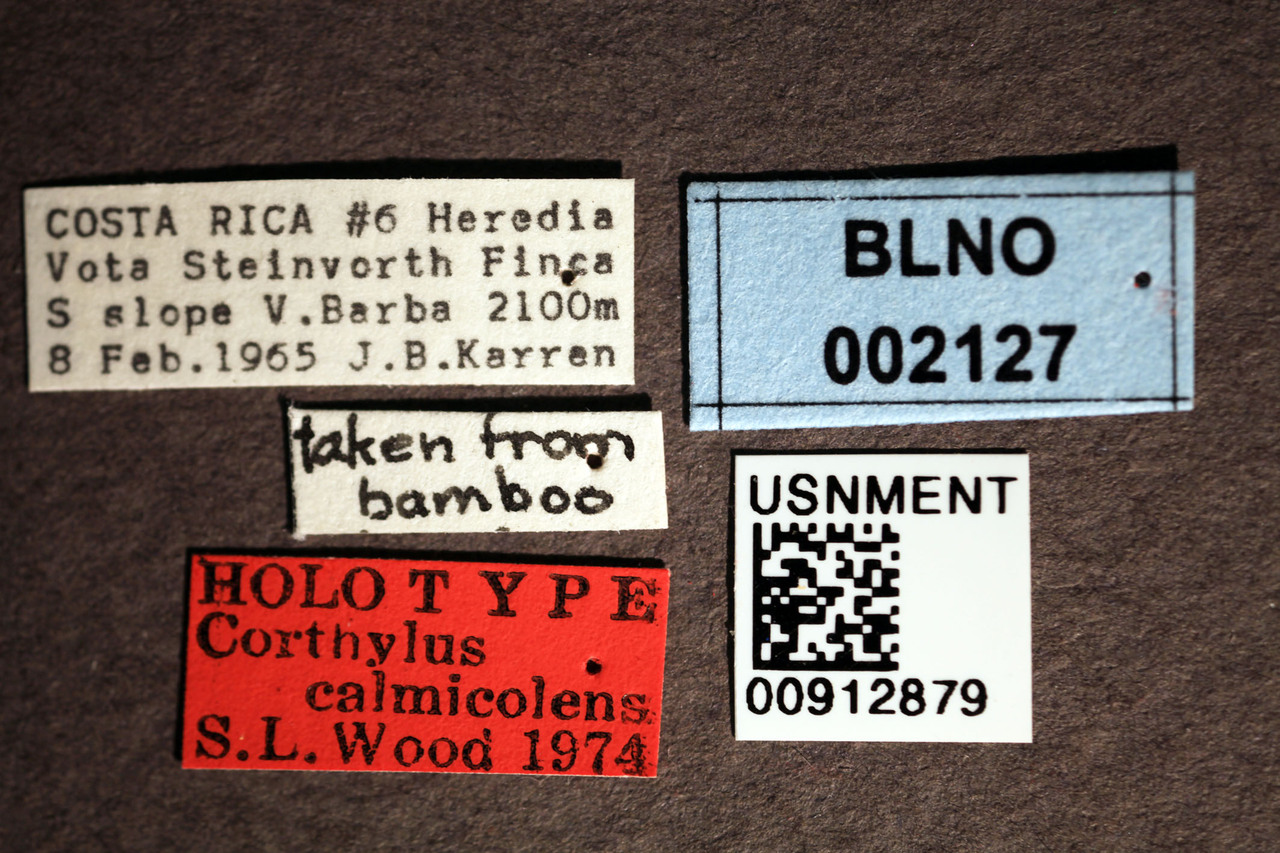 COSTA RICA #6 Heredia
Vota Steinvorth Finca
S slope V.Barba 2100m
8 Feb.1965 J.B.Karren
taken from
bamboo
HOLOTYPE
Corthylus
calmicolens
S.L.Wood 1974
BLNO
002127
USNMENT
00912879